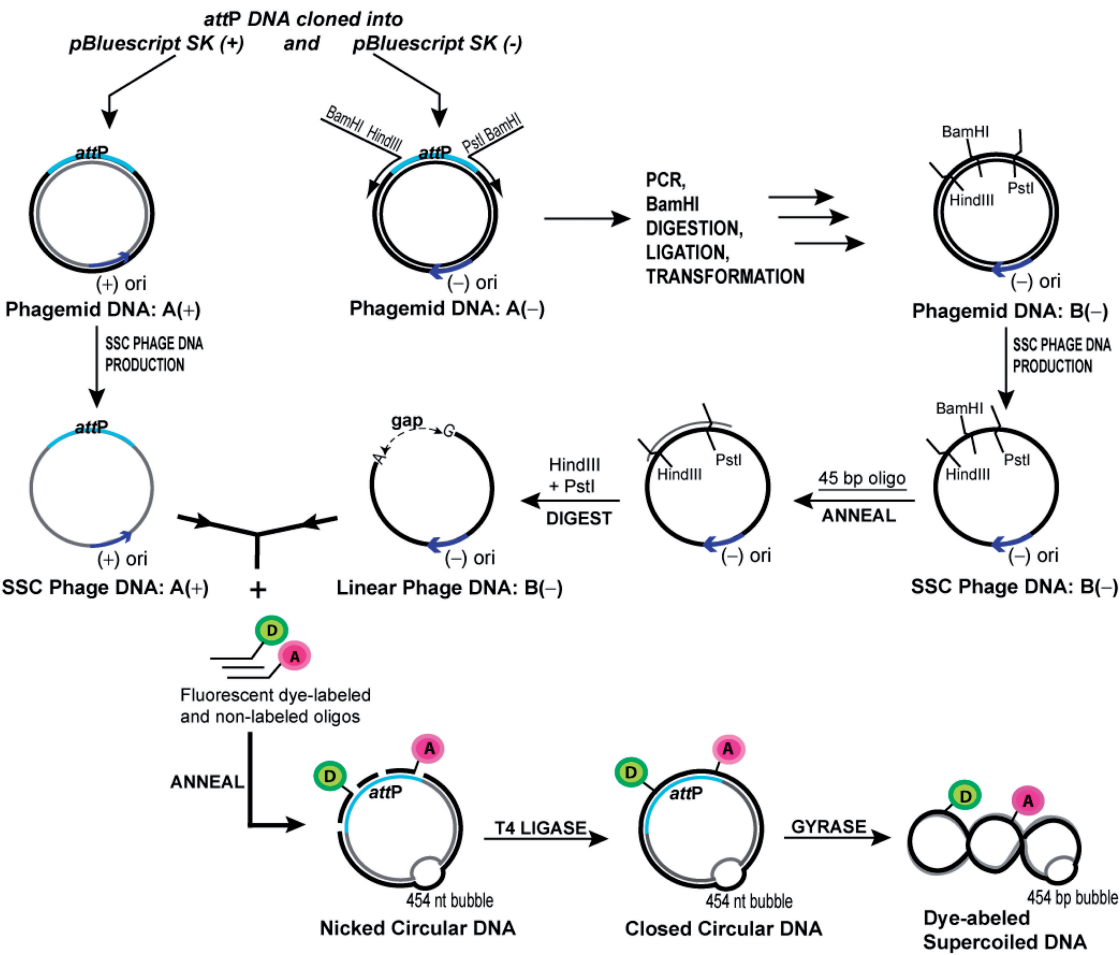 attP DNA cloned into
pBluescript SK (+) and pBluescript SK (-)
BamHI HindIII
PstI BamHI
attP
attP
(+) ori
(−) ori
Phagemid DNA: A(+)
Phagemid DNA: A(−)
PCR,
BamHI
DIGESTION,
LIGATION,
TRANSFORMATION
BamHI
HindIII
PstI
(−) ori
Phagemid DNA: B(−)
SSC PHAGE DNA
PRODUCTION
SSC PHAGE DNA
PRODUCTION
attP
(+) ori
SSC Phage DNA: A(+)
+
gap
A
G
(−) ori
Linear Phage DNA: B(−)
HindIII
+ PstI
DIGEST
HindIII
PstI
(−) ori
45 bp oligo
ANNEAL
BamHI
HindIII
PstI
(−) ori
SSC Phage DNA: B(−)
D
A
Fluorescent dye-labeled
and non-labeled oligos
ANNEAL
D
A
attP
454 nt bubble
Nicked Circular DNA
T4 LIGASE
D
A
attP
454 nt bubble
Closed Circular DNA
GYRASE
D
A
454 bp bubble
Dye-abeled
Supercoiled DNA